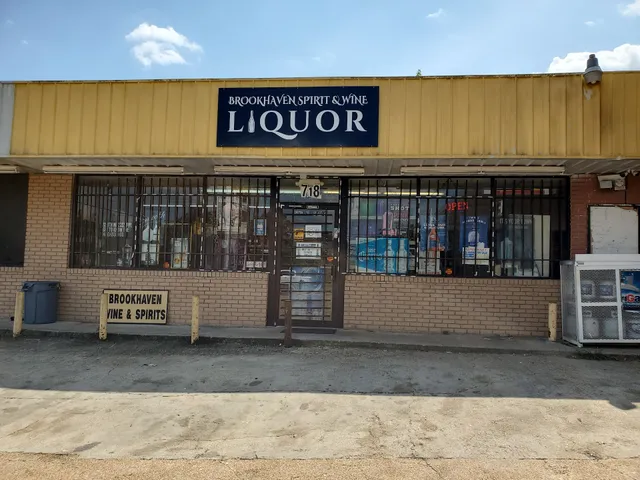 BROOKHAVEN SPIRIT & WINE
LIQUOR
718
OPEN
BROOKHAVEN
WINE & SPIRITS